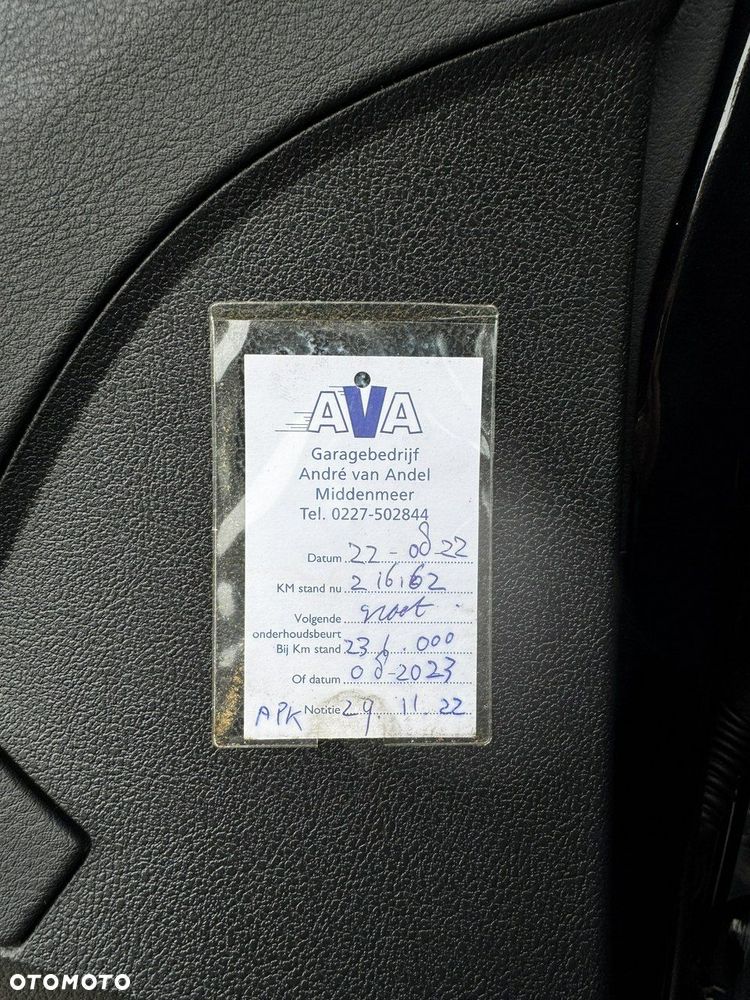 AVA
Garagebedrijf
André van Andel
Middenmeer
Tel. 0227-502844
Datum 22-08-22
KM stand nu 216162
Volgende groot
onderhoudsbeurt
Bij Km stand 236.000
Of datum 08-2023
APK Notitie 29.11.22
OTOMOTO